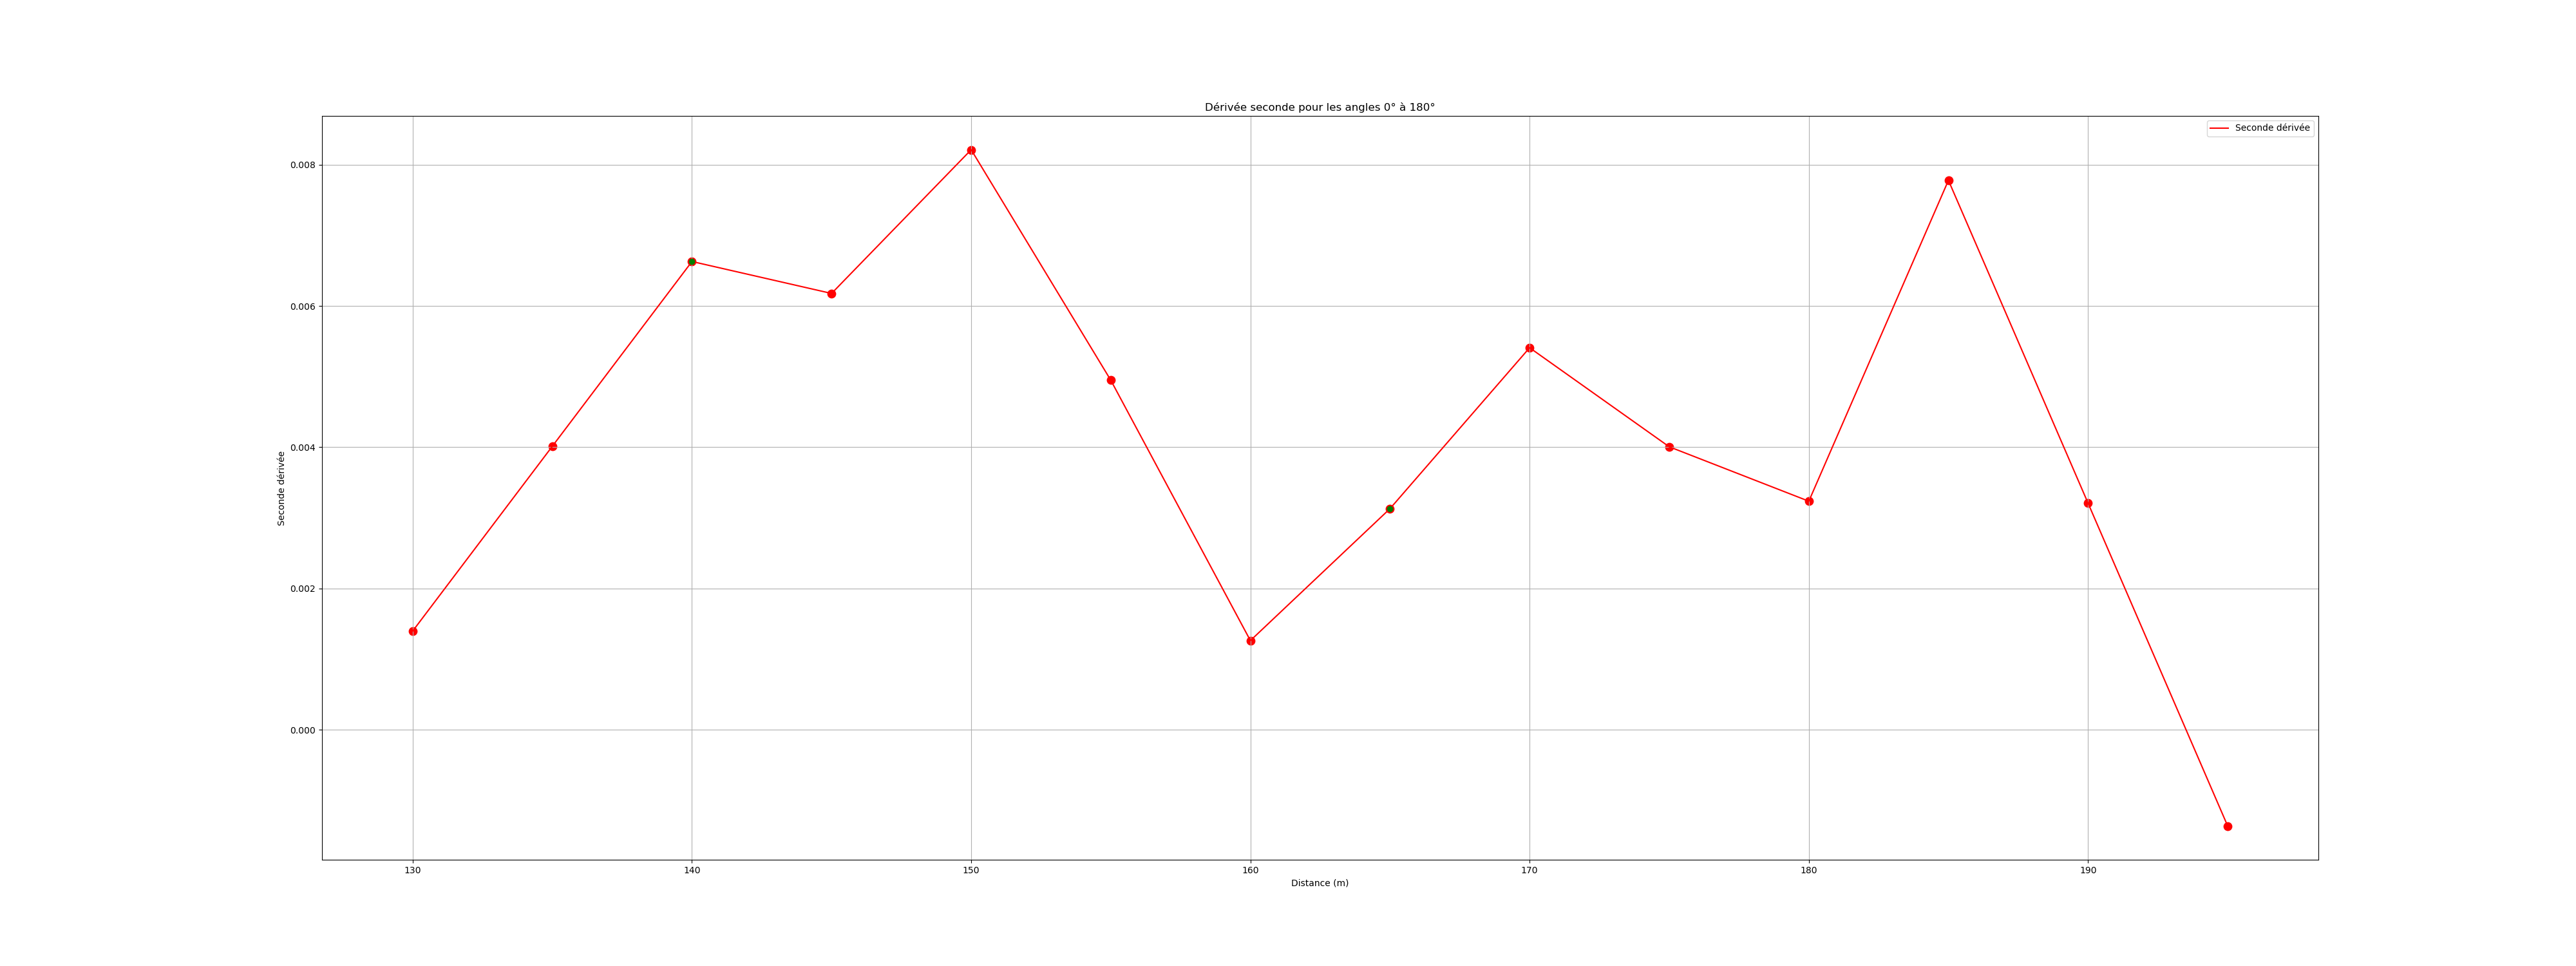 Dérivée seconde pour les angles 0° à 180°
Seconde dérivée
0.008
0.006
0.004
0.002
0.000
Seconde dérivée
130 140 150 160 170 180 190
Distance (m)